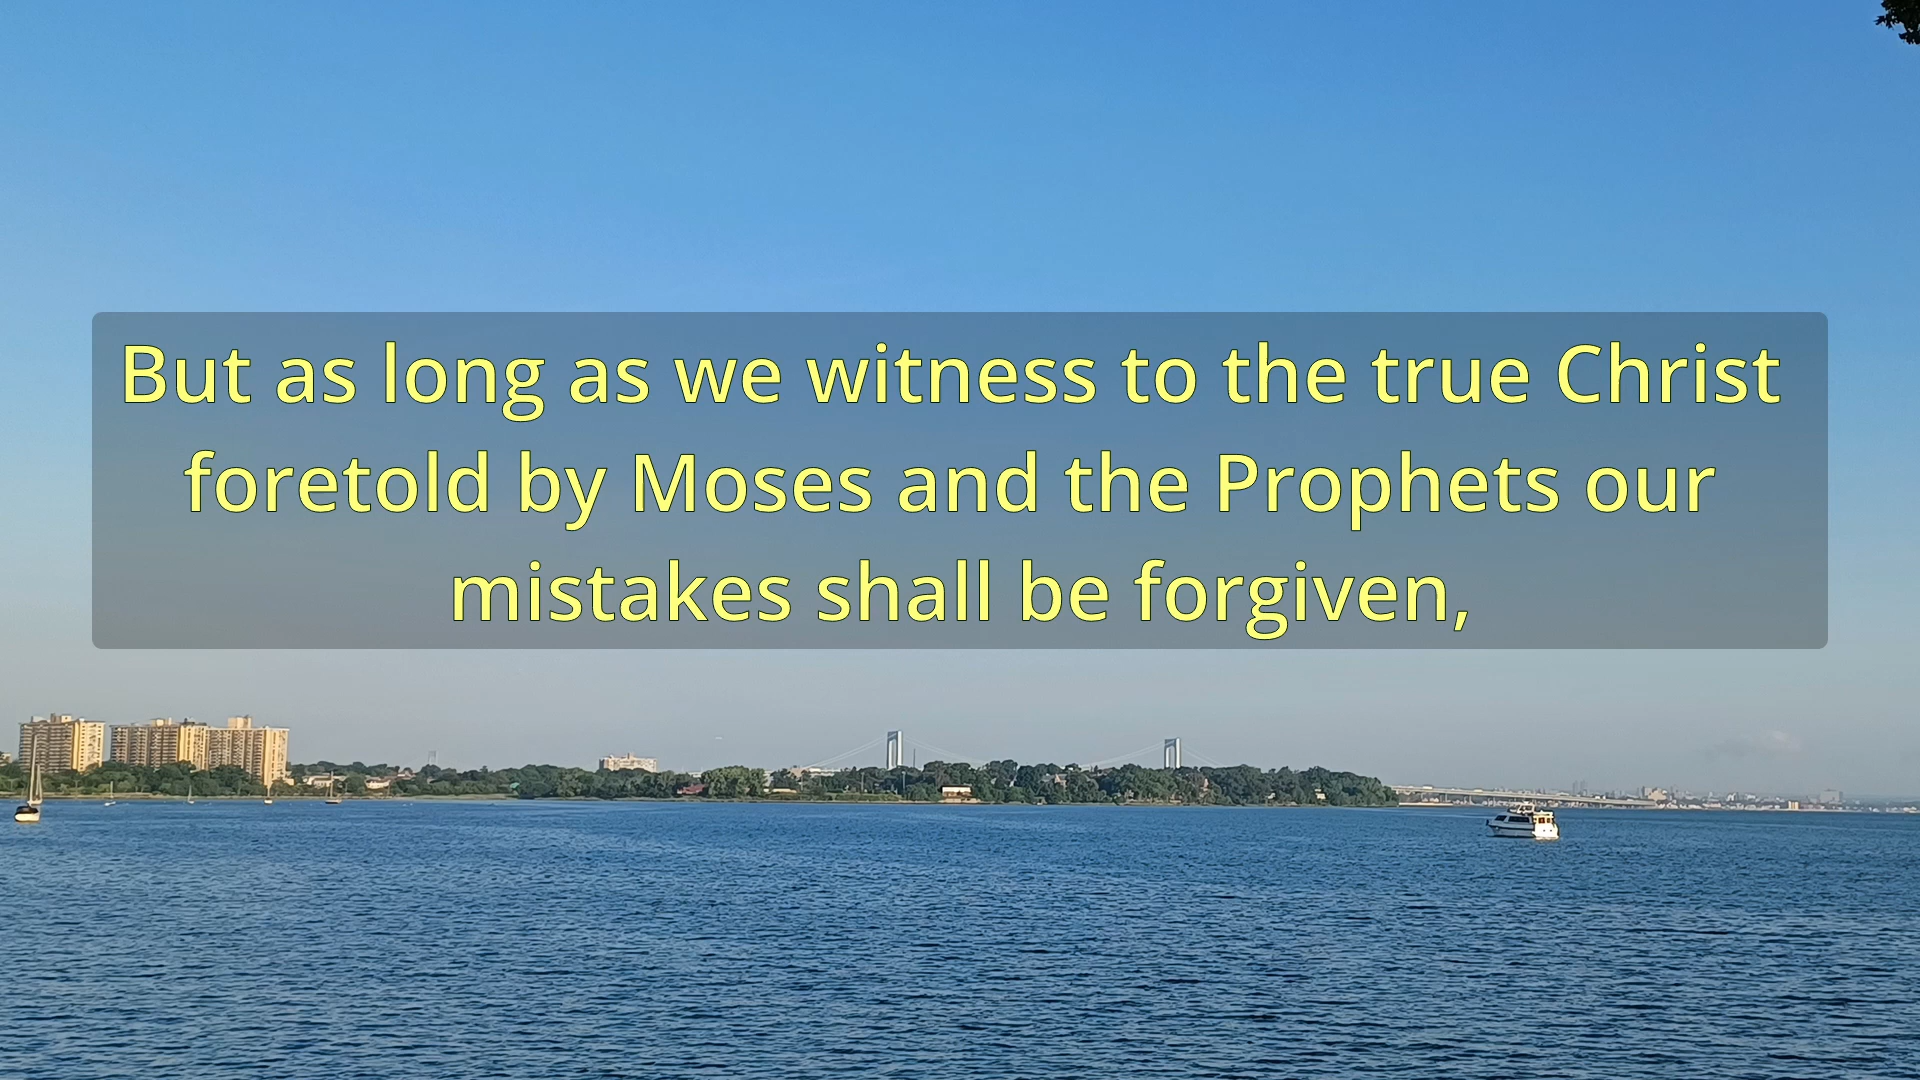 But as long as we witness to the true Christ
foretold by Moses and the Prophets our
mistakes shall be forgiven,